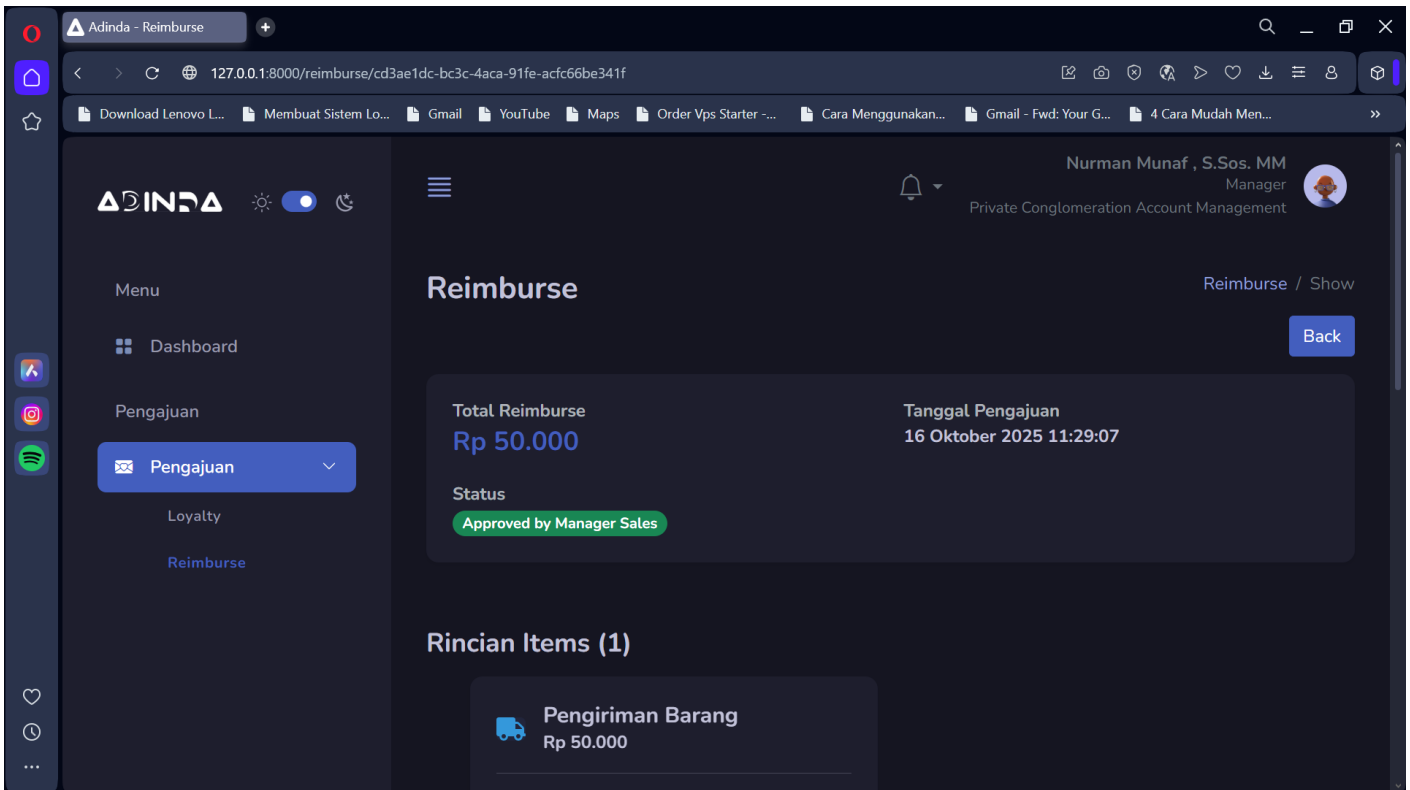 Adinda - Reimburse
127.0.0.1:8000/reimburse/cd3ae1dc-bc3c-4aca-91fe-acfc66be341f
Download Lenovo L... Membuat Sistem Lo... Gmail YouTube Maps Order Vps Starter -... Cara Menggunakan... Gmail - Fwd: Your G... 4 Cara Mudah Men...
ADINDA
Nurman Munaf , S.Sos. MM
Manager
Private Conglomeration Account Management
Menu
Dashboard
Pengajuan
Pengajuan
Loyalty
Reimburse
Reimburse
Reimburse / Show
Back
Total Reimburse
Rp 50.000
Tanggal Pengajuan
16 Oktober 2025 11:29:07
Status
Approved by Manager Sales
Rincian Items (1)
Pengiriman Barang
Rp 50.000